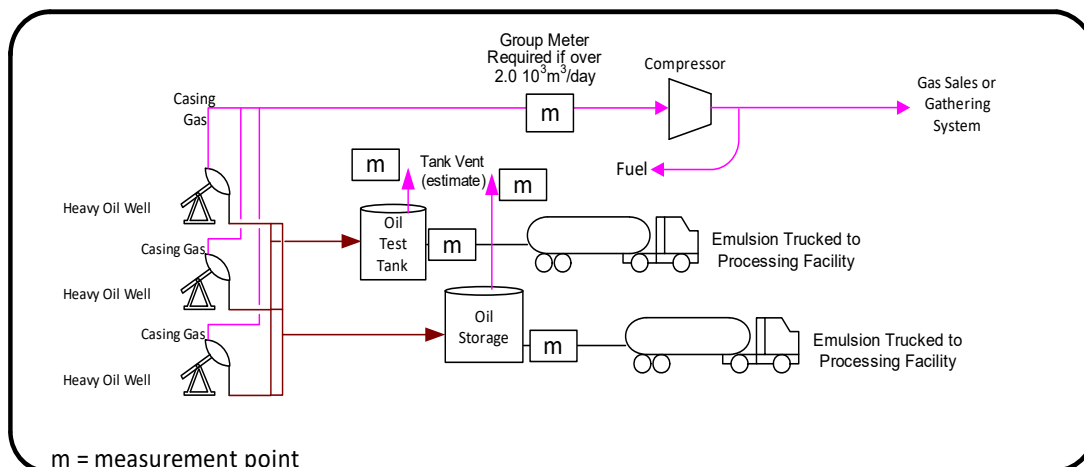 Group Meter
Required if over
2.0 10³m³/day
Compressor
Gas Sales or
Gathering
System
Casing
Gas
m
Fuel
m
Tank Vent
(estimate)
m
Heavy Oil Well
Oil
Test
Tank
m
Emulsion Trucked to
Processing Facility
Casing Gas
Heavy Oil Well
Oil
Storage
Casing Gas
m
Emulsion Trucked to
Processing Facility
Heavy Oil Well
m = measurement point